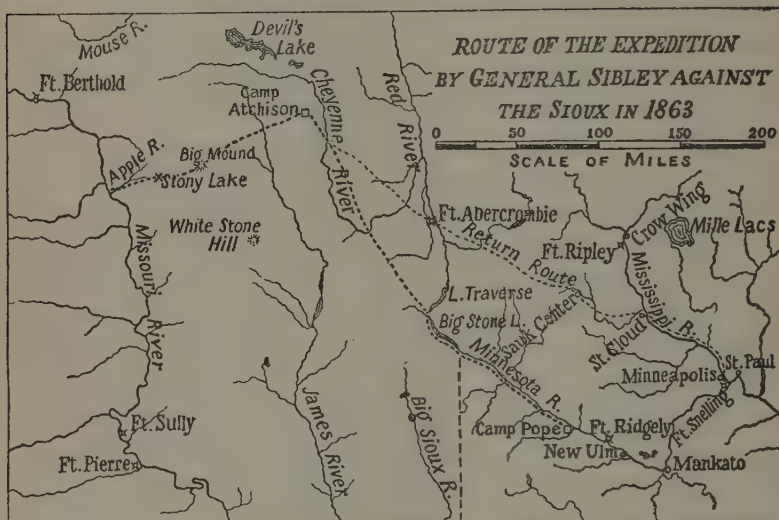 ROUTE OF THE EXPEDITION
BY GENERAL SIBLEY AGAINST
THE SIOUX IN 1863
0 50 100 150 200
SCALE OF MILES
Mouse R.
Devil's
Lake
Ft. Berthold
Camp
Atchison
Cheyenne
River
Red
River
Apple R.
Big Mound
Stony Lake
White Stone
Hill
Missouri
River
Ft. Abercrombie
Return Route
Crow Wing
Mille Lacs
Ft. Ripley
Mississippi R.
L. Traverse
Big Stone L.
Sauk Center
St. Cloud
Minnesota R.
St. Paul
Minneapolis
Ft. Snelling
James River
Big Sioux R.
Camp Pope
Ft. Ridgely
New Ulm
Mankato
Ft. Sully
Ft. Pierre